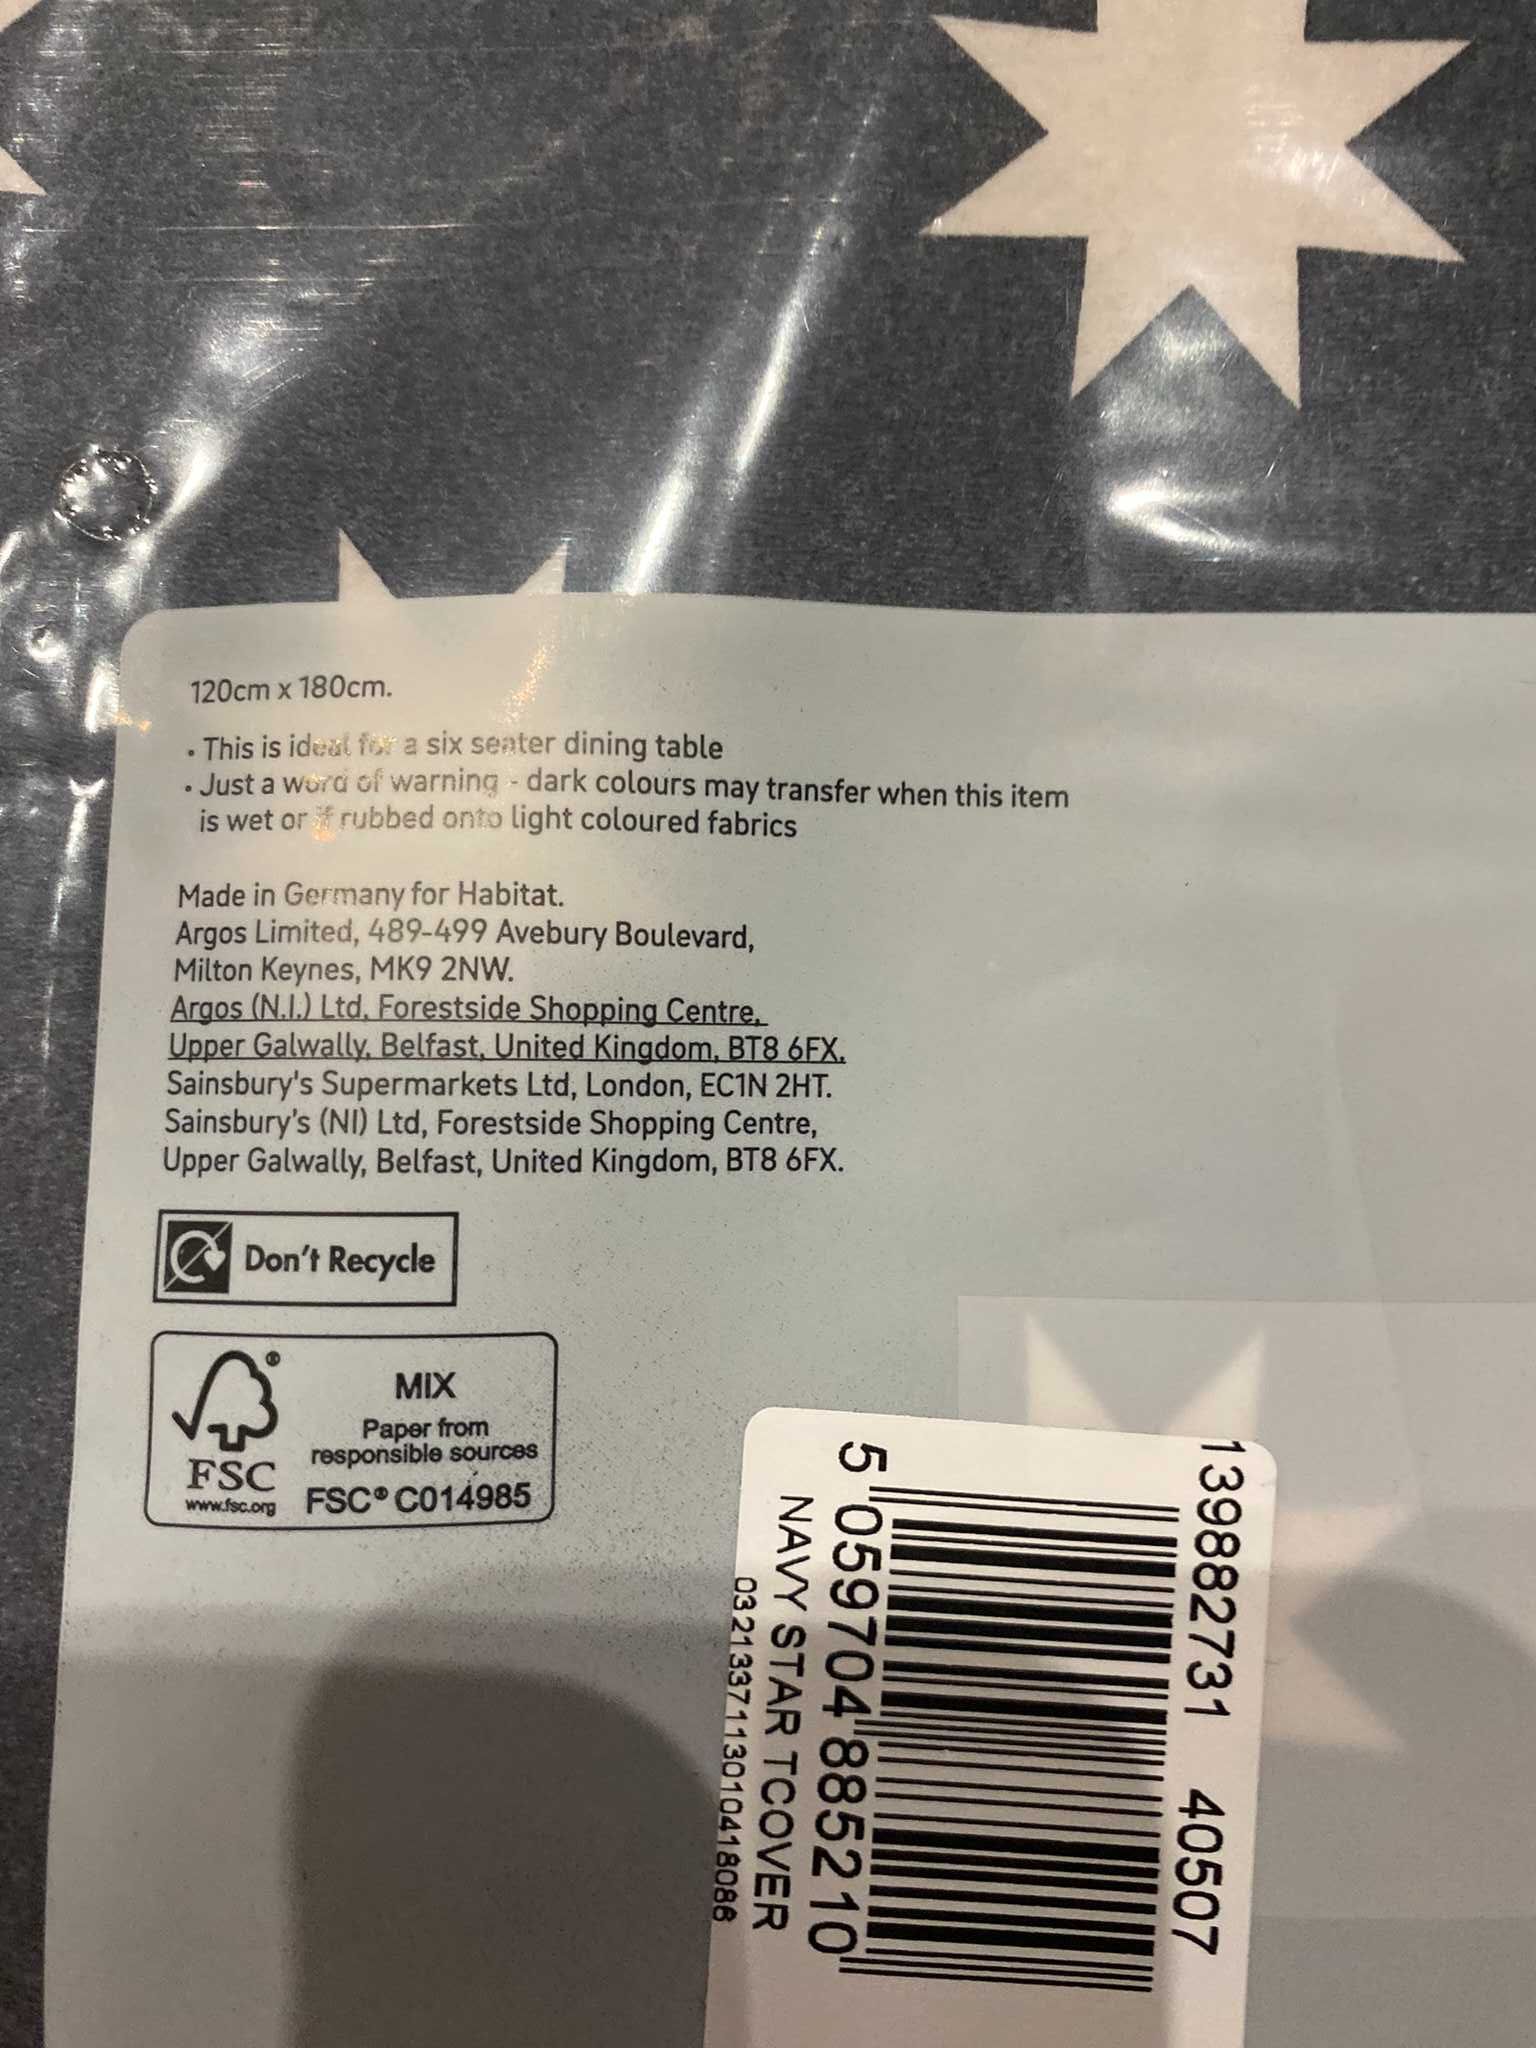 120cm x 180cm.
• This is ideal for a six seater dining table
• Just a word of warning - dark colours may transfer when this item
is wet or if rubbed onto light coloured fabrics
Made in Germany for Habitat.
Argos Limited, 489-499 Avebury Boulevard,
Milton Keynes, MK9 2NW.
Argos (N.I.) Ltd, Forestside Shopping Centre,
Upper Galwally, Belfast, United Kingdom, BT8 6FX.
Sainsbury's Supermarkets Ltd, London, EC1N 2HT.
Sainsbury's (NI) Ltd, Forestside Shopping Centre,
Upper Galwally, Belfast, United Kingdom, BT8 6FX.
Don't Recycle
®
FSC
www.fsc.org
MIX
Paper from
responsible sources
FSC® C014985
139882731 40507
5 059704 885210
NAVY STAR TCOVER
0321337113010418086